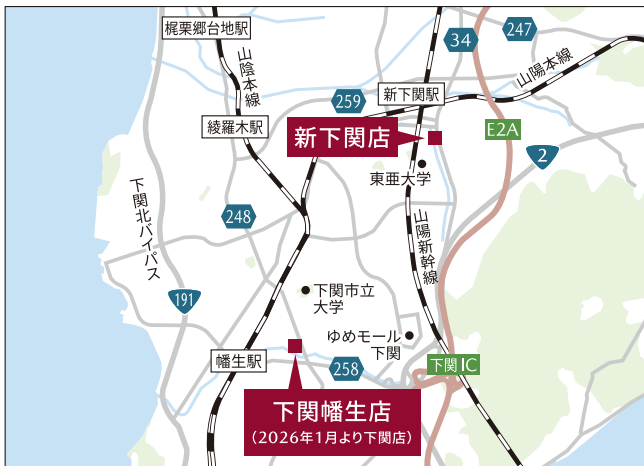 梶栗郷台地駅
34
247
山陰本線
山陽本線
新下関駅
259
綾羅木駅
新下関店
E2A
2
東亜大学
下関北バイパス
248
山陽新幹線
191
下関市立
大学
ゆめモール
下関
幡生駅
258
下関IC
下関幡生店
(2026年1月より下関店)